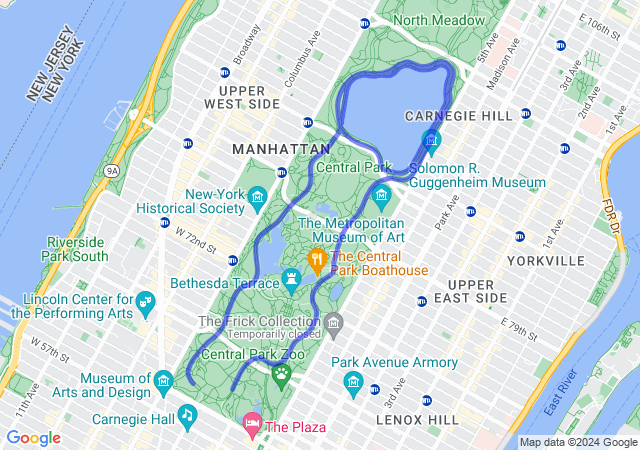 North Meadow
E 106th St
5th Ave
Madison Ave
3rd Ave
2nd Ave
1st Ave
Broadway
Columbus Ave
NEW JERSEY
NEW YORK
UPPER
WEST SIDE
CARNEGIE HILL
MANHATTAN
Central Park
9A
Solomon R.
Guggenheim Museum
New-York
Historical Society
Park Ave
The Metropolitan
Museum of Art
FDR Dr
1st Ave
W 72nd St
Riverside
Park South
The Central
Park Boathouse
YORKVILLE
Bethesda Terrace
UPPER
EAST SIDE
Lincoln Center for
the Performing Arts
The Frick Collection
Temporarily closed
E 79th St
W 57th St
Central Park Zoo
Park Avenue Armory
Museum of
Arts and Design
3rd Ave
East River
Carnegie Hall
The Plaza
LENOX HILL
Google
Map data ©2024 Google